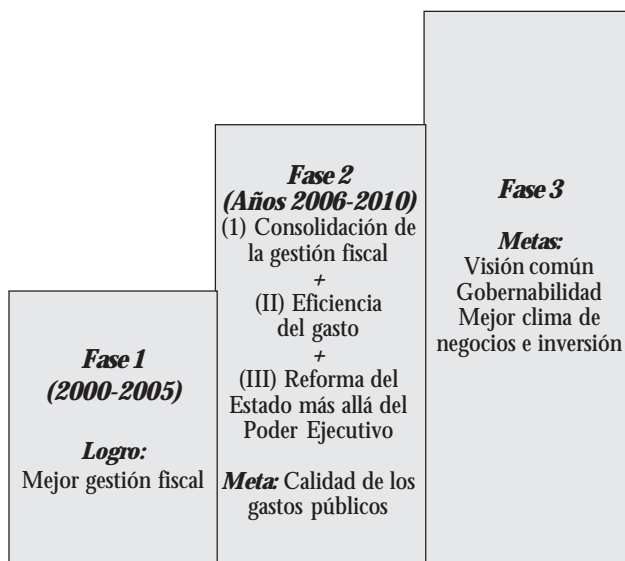 Fase 1
(2000-2005)
Logro:
Mejor gestión fiscal
Fase 2
(Años 2006-2010)
(1) Consolidación de
la gestión fiscal
+
(II) Eficiencia
del gasto
+
(III) Reforma del
Estado más allá del
Poder Ejecutivo
Meta: Calidad de los
gastos públicos
Fase 3
Metas:
Visión común
Gobernabilidad
Mejor clima de
negocios e inversión